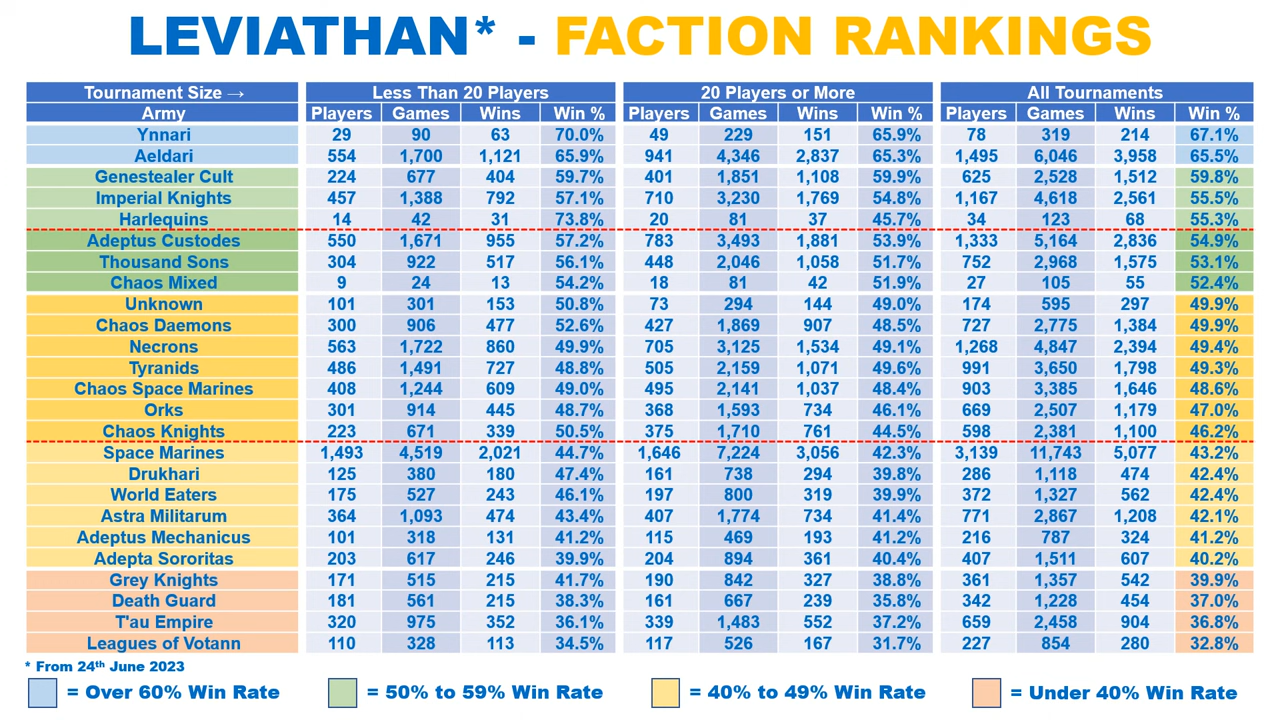 LEVIATHAN* - FACTION RANKINGS
Tournament Size → Less Than 20 Players 20 Players or More All Tournaments
Army Players Games Wins Win % Players Games Wins Win % Players Games Wins Win %
Ynnari 29 90 63 70.0% 49 229 151 65.9% 78 319 214 67.1%
Aeldari 554 1,700 1,121 65.9% 941 4,346 2,837 65.3% 1,495 6,046 3,958 65.5%
Genestealer Cult 224 677 404 59.7% 401 1,851 1,108 59.9% 625 2,528 1,512 59.8%
Imperial Knights 457 1,388 792 57.1% 710 3,230 1,769 54.8% 1,167 4,618 2,561 55.5%
Harlequins 14 42 31 73.8% 20 81 37 45.7% 34 123 68 55.3%
Adeptus Custodes 550 1,671 955 57.2% 783 3,493 1,881 53.9% 1,333 5,164 2,836 54.9%
Thousand Sons 304 922 517 56.1% 448 2,046 1,058 51.7% 752 2,968 1,575 53.1%
Chaos Mixed 9 24 13 54.2% 18 81 42 51.9% 27 105 55 52.4%
Unknown 101 301 153 50.8% 73 294 144 49.0% 174 595 297 49.9%
Chaos Daemons 300 906 477 52.6% 427 1,869 907 48.5% 727 2,775 1,384 49.9%
Necrons 563 1,722 860 49.9% 705 3,125 1,534 49.1% 1,268 4,847 2,394 49.4%
Tyranids 486 1,491 727 48.8% 505 2,159 1,071 49.6% 991 3,650 1,798 49.3%
Chaos Space Marines 408 1,244 609 49.0% 495 2,141 1,037 48.4% 903 3,385 1,646 48.6%
Orks 301 914 445 48.7% 368 1,593 734 46.1% 669 2,507 1,179 47.0%
Chaos Knights 223 671 339 50.5% 375 1,710 761 44.5% 598 2,381 1,100 46.2%
Space Marines 1,493 4,519 2,021 44.7% 1,646 7,224 3,056 42.3% 3,139 11,743 5,077 43.2%
Drukhari 125 380 180 47.4% 161 738 294 39.8% 286 1,118 474 42.4%
World Eaters 175 527 243 46.1% 197 800 319 39.9% 372 1,327 562 42.4%
Astra Militarum 364 1,093 474 43.4% 407 1,774 734 41.4% 771 2,867 1,208 42.1%
Adeptus Mechanicus 101 318 131 41.2% 115 469 193 41.2% 216 787 324 41.2%
Adepta Sororitas 203 617 246 39.9% 204 894 361 40.4% 407 1,511 607 40.2%
Grey Knights 171 515 215 41.7% 190 842 327 38.8% 361 1,357 542 39.9%
Death Guard 181 561 215 38.3% 161 667 239 35.8% 342 1,228 454 37.0%
T'au Empire 320 975 352 36.1% 339 1,483 552 37.2% 659 2,458 904 36.8%
Leagues of Votann 110 328 113 34.5% 117 526 167 31.7% 227 854 280 32.8%
* From 24th June 2023
= Over 60% Win Rate = 50% to 59% Win Rate = 40% to 49% Win Rate = Under 40% Win Rate